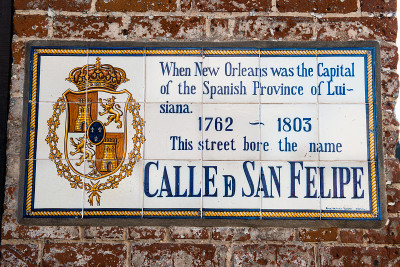 When New Orleans was the Capital
of the Spanish Province of Lui-
siana.
1762 ~ 1803
This street bore the name
CALLE D SAN FELIPE